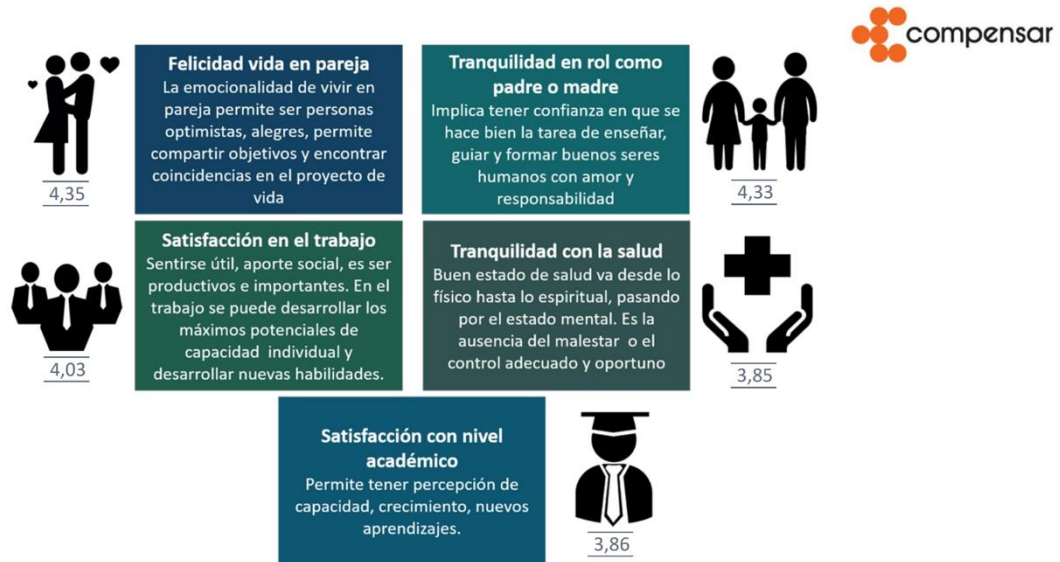 compensar
Felicidad vida en pareja
La emocionalidad de vivir en
pareja permite ser personas
optimistas, alegres, permite
compartir objetivos y encontrar
coincidencias en el proyecto de
vida
4,35
Tranquilidad en rol como
padre o madre
Implica tener confianza en que se
hace bien la tarea de enseñar,
guiar y formar buenos seres
humanos con amor y
responsabilidad
4,33
Satisfacción en el trabajo
Sentirse útil, aporte social, es ser
productivos e importantes. En el
trabajo se puede desarrollar los
máximos potenciales de
capacidad individual y
desarrollar nuevas habilidades.
4,03
Tranquilidad con la salud
Buen estado de salud va desde lo
físico hasta lo espiritual, pasando
por el estado mental. Es la
ausencia del malestar o el
control adecuado y oportuno
3,85
Satisfacción con nivel
académico
Permite tener percepción de
capacidad, crecimiento, nuevos
aprendizajes.
3,86